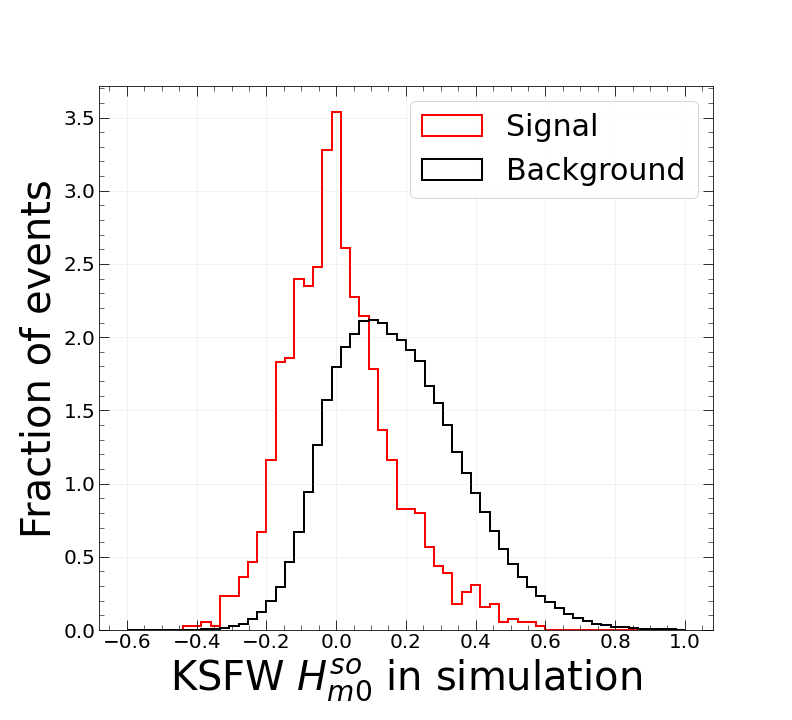 Signal
Background
3.5
3.0
2.5
2.0
1.5
1.0
0.5
0.0
Fraction of events
−0.6 −0.4 −0.2 0.0 0.2 0.4 0.6 0.8 1.0
KSFW $H_{m0}^{so}$ in simulation